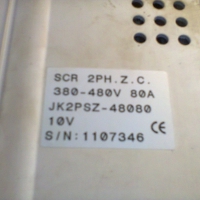 SCR 2PH.Z.C.
380-480V 80A
JK2PSZ-48080
10V CE
S/N:1107346